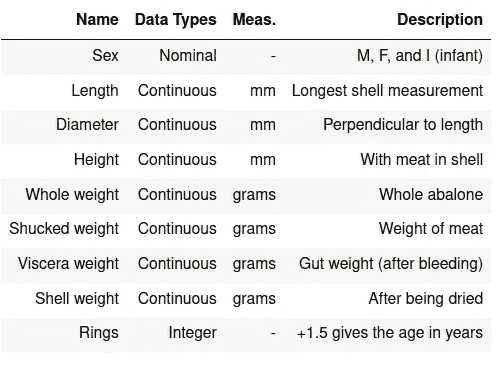 Name Data Types Meas. Description
Sex Nominal - M, F, and I (infant)
Length Continuous mm Longest shell measurement
Diameter Continuous mm Perpendicular to length
Height Continuous mm With meat in shell
Whole weight Continuous grams Whole abalone
Shucked weight Continuous grams Weight of meat
Viscera weight Continuous grams Gut weight (after bleeding)
Shell weight Continuous grams After being dried
Rings Integer - +1.5 gives the age in years